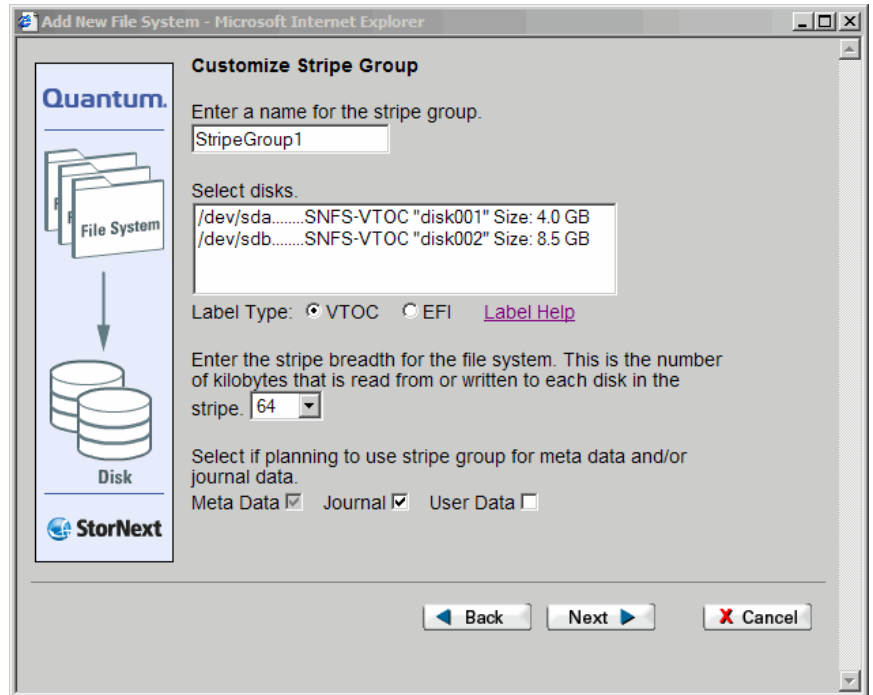 Add New File System - Microsoft Internet Explorer
Quantum.
File System
Disk
StorNext
Customize Stripe Group
Enter a name for the stripe group.
StripeGroup1
Select disks.
/dev/sda.......SNFS-VTOC "disk001" Size: 4.0 GB
/dev/sdb.......SNFS-VTOC "disk002" Size: 8.5 GB
Label Type: VTOC EFI Label Help
Enter the stripe breadth for the file system. This is the number
of kilobytes that is read from or written to each disk in the
stripe. 64
Select if planning to use stripe group for meta data and/or
journal data.
Meta Data Journal User Data
Back Next X Cancel